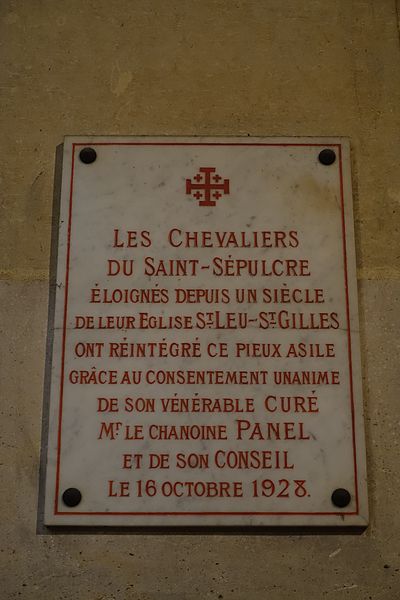 LES CHEVALIERS
DU SAINT-SÉPULCRE
ÉLOIGNÉS DEPUIS UN SIÈCLE
DE LEUR EGLISE ST LEU-ST GILLES
ONT RÉINTÉGRÉ CE PIEUX ASILE
GRÂCE AU CONSENTEMENT UNANIME
DE SON VÉNÉRABLE CURÉ
Mr LE CHANOINE PANEL
ET DE SON CONSEIL
LE 16 OCTOBRE 1928.